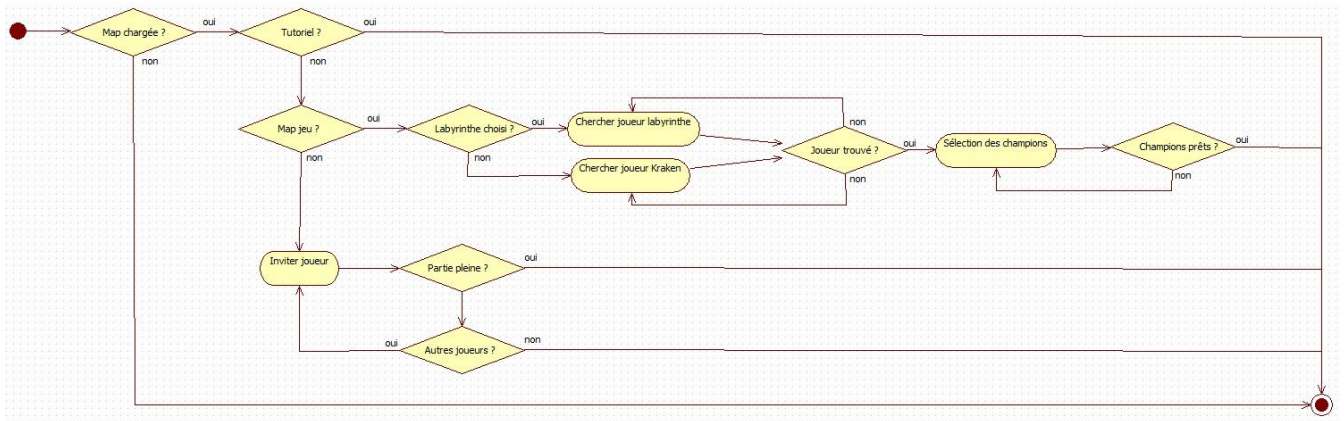 Map chargée ?
oui
Tutoriel ?
oui
non
non
Map jeu ?
oui
Labyrinthe choisi ?
oui
Chercher joueur labyrinthe
non
non
non
Joueur trouvé ?
oui
Sélection des champions
Champions prêts ?
oui
Chercher joueur Kraken
non
non
Inviter joueur
Partie pleine ?
oui
oui
Autres joueurs ?
non